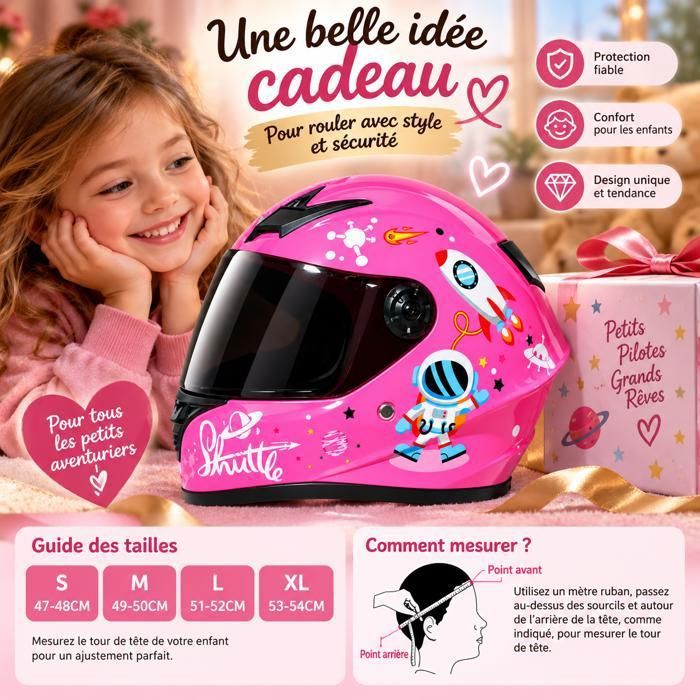 Une belle idée
cadeau
Pour rouler avec style
et sécurité
Protection
fiable
Confort
pour les enfants
Design unique
et tendance
Petits
Pilotes
Grands
Rêves
Shuttle
Pour tous
les petits
aventuriers
Guide des tailles
S
47-48CM
M
49-50CM
L
51-52CM
XL
53-54CM
Mesurez le tour de tête de votre enfant
pour un ajustement parfait.
Comment mesurer ?
Point avant
Point arrière
Utilisez un mètre ruban, passez
au-dessus des sourcils et autour
de l'arrière de la tête, comme
indiqué, pour mesurer le tour
de tête.